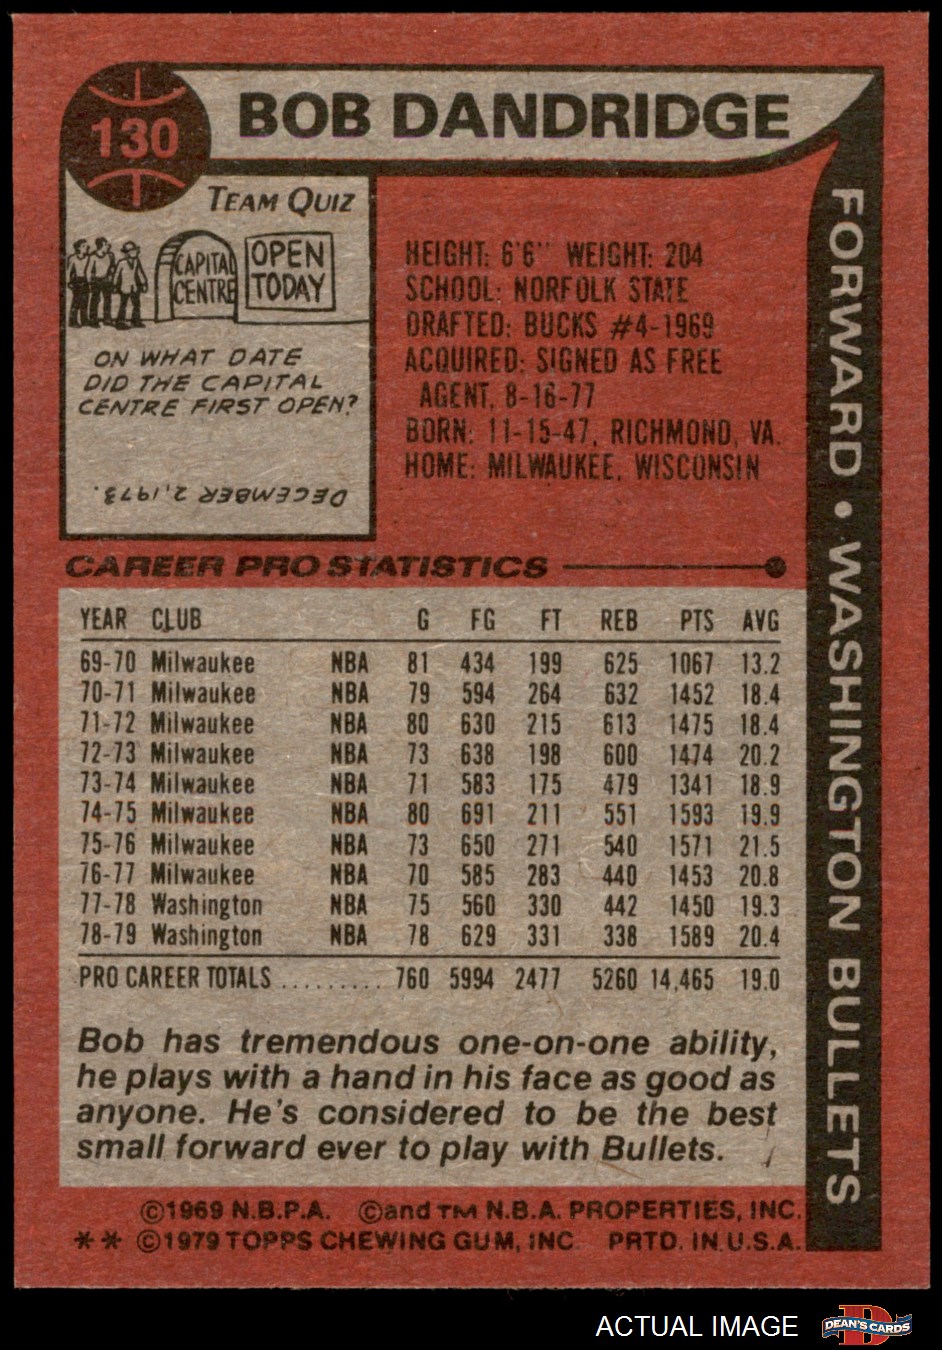 130
BOB DANDRIDGE
TEAM QUIZ
CAPITAL
CENTRE
OPEN
TODAY
ON WHAT DATE
DID THE CAPITAL
CENTRE FIRST OPEN?
DECEMBER 2, 1973.
HEIGHT: 6'6" WEIGHT: 204
SCHOOL: NORFOLK STATE
DRAFTED: BUCKS #4-1969
ACQUIRED: SIGNED AS FREE
AGENT, 8-16-77
BORN: 11-15-47, RICHMOND, VA.
HOME: MILWAUKEE, WISCONSIN
FORWARD • WASHINGTON BULLETS
CAREER PRO STATISTICS
YEAR CLUB G FG FT REB PTS AVG
69-70 Milwaukee NBA 81 434 199 625 1067 13.2
70-71 Milwaukee NBA 79 594 264 632 1452 18.4
71-72 Milwaukee NBA 80 630 215 613 1475 18.4
72-73 Milwaukee NBA 73 638 198 600 1474 20.2
73-74 Milwaukee NBA 71 583 175 479 1341 18.9
74-75 Milwaukee NBA 80 691 211 551 1593 19.9
75-76 Milwaukee NBA 73 650 271 540 1571 21.5
76-77 Milwaukee NBA 70 585 283 440 1453 20.8
77-78 Washington NBA 75 560 330 442 1450 19.3
78-79 Washington NBA 78 629 331 338 1589 20.4
PRO CAREER TOTALS ......... 760 5994 2477 5260 14,465 19.0
Bob has tremendous one-on-one ability,
he plays with a hand in his face as good as
anyone. He's considered to be the best
small forward ever to play with Bullets.
©1969 N.B.P.A. ©and TM N.B.A. PROPERTIES, INC.
** ©1979 TOPPS CHEWING GUM, INC. PRTD. IN U.S.A.
ACTUAL IMAGE
D
DEAN'S CARDS